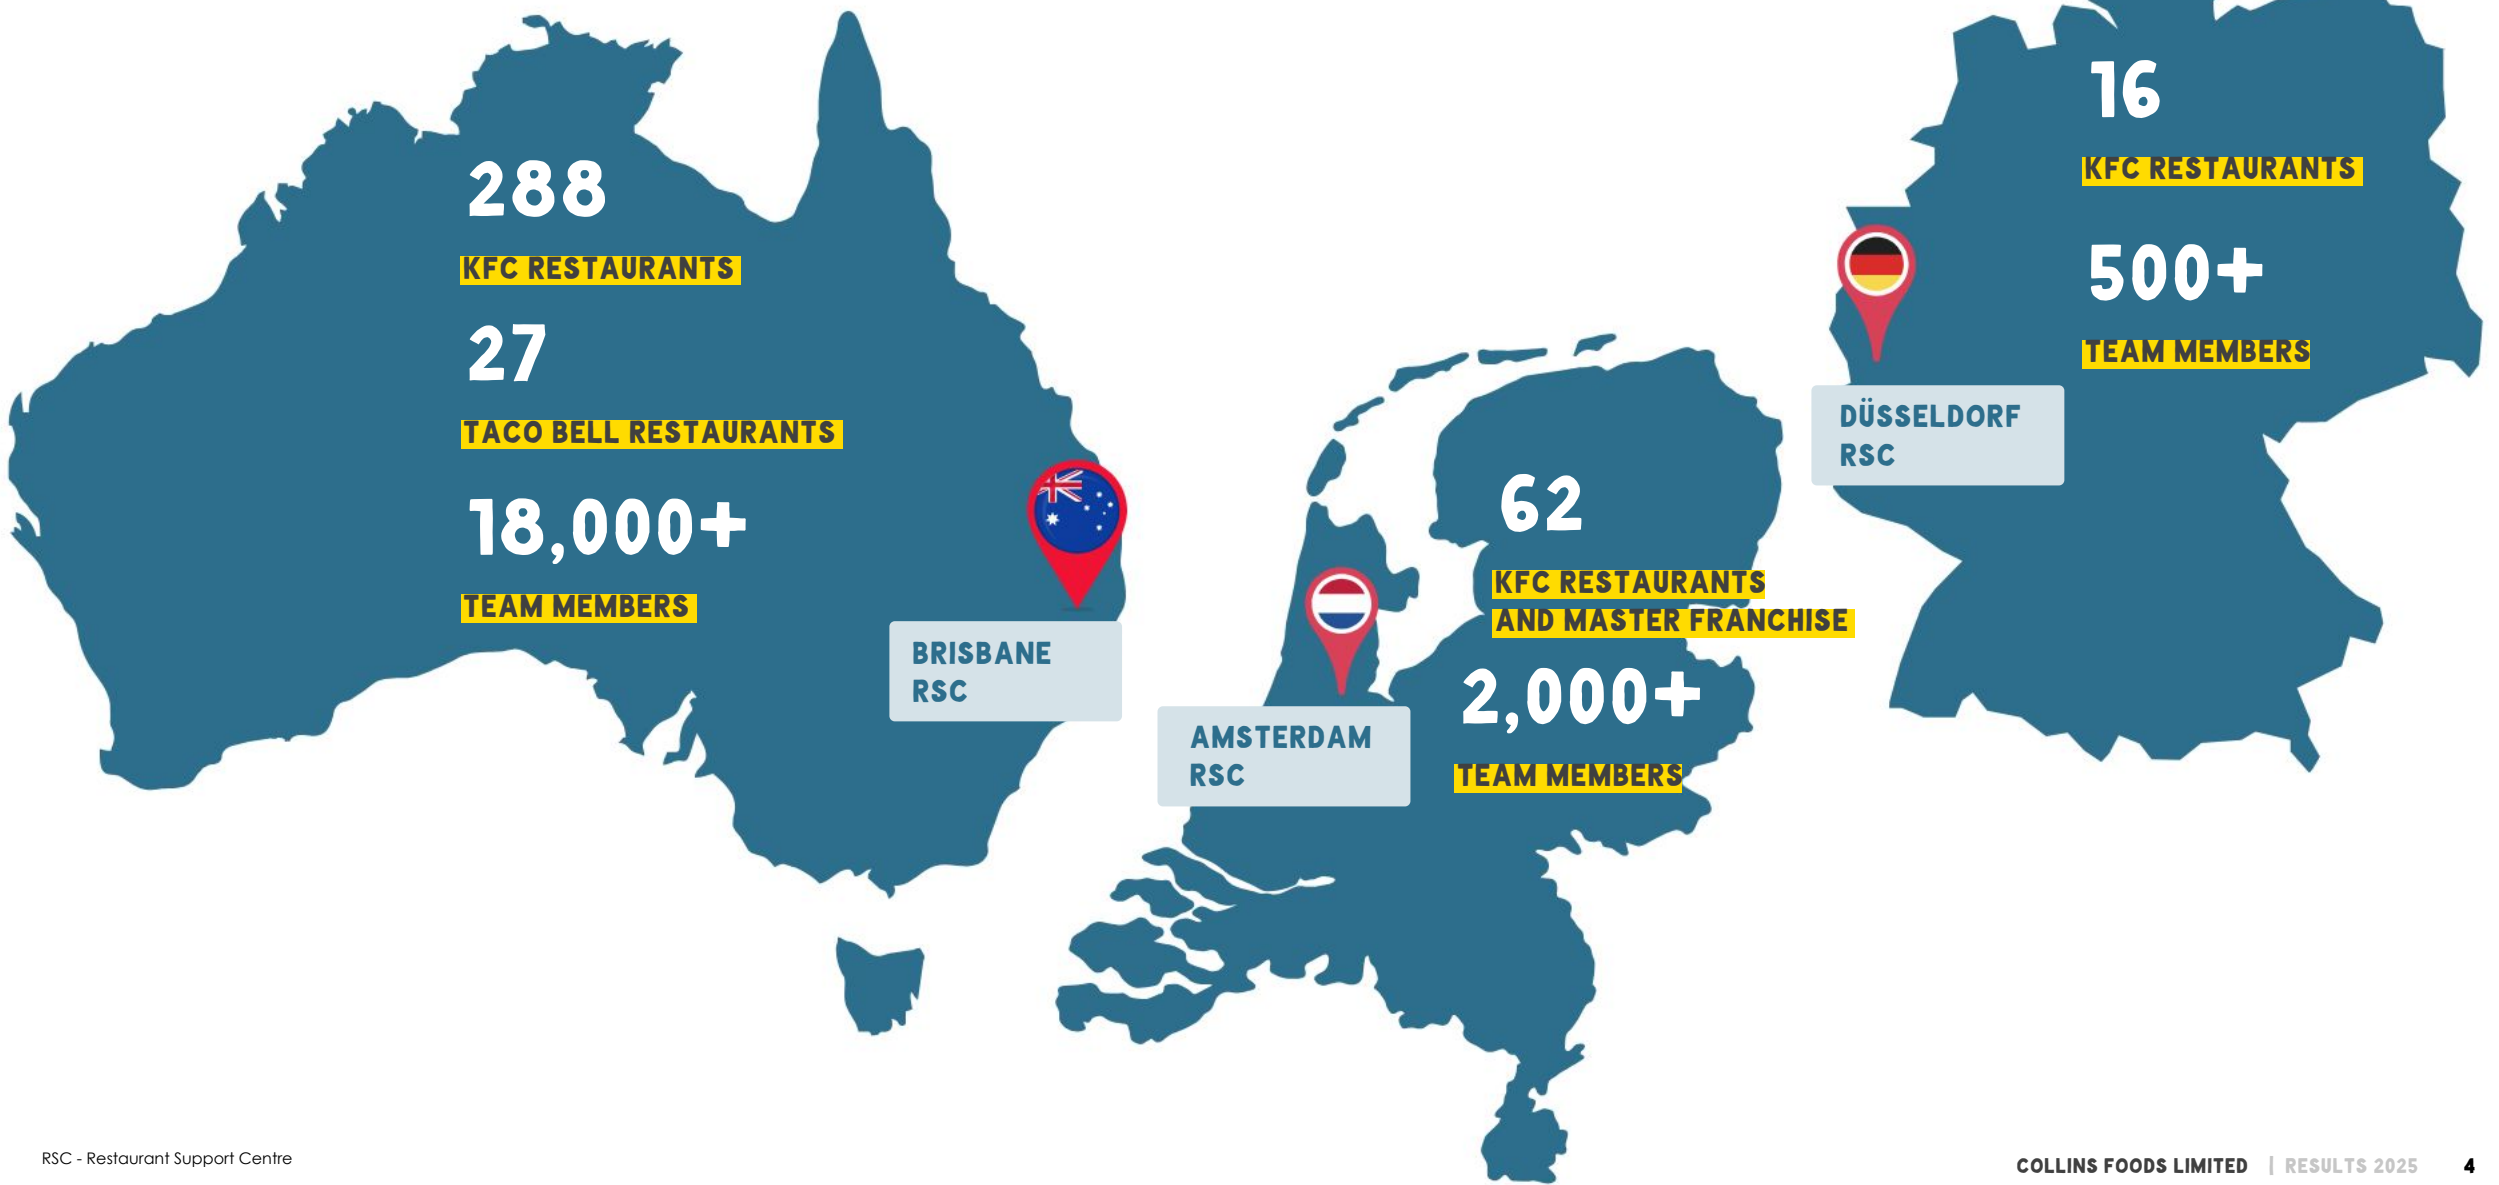 288
KFC RESTAURANTS
27
TACO BELL RESTAURANTS
18,000+
TEAM MEMBERS
BRISBANE
RSC
62
KFC RESTAURANTS
AND MASTER FRANCHISE
2,000+
TEAM MEMBERS
AMSTERDAM
RSC
16
KFC RESTAURANTS
500+
TEAM MEMBERS
DÜSSELDORF
RSC
RSC - Restaurant Support Centre
COLLINS FOODS LIMITED | RESULTS 2025 4